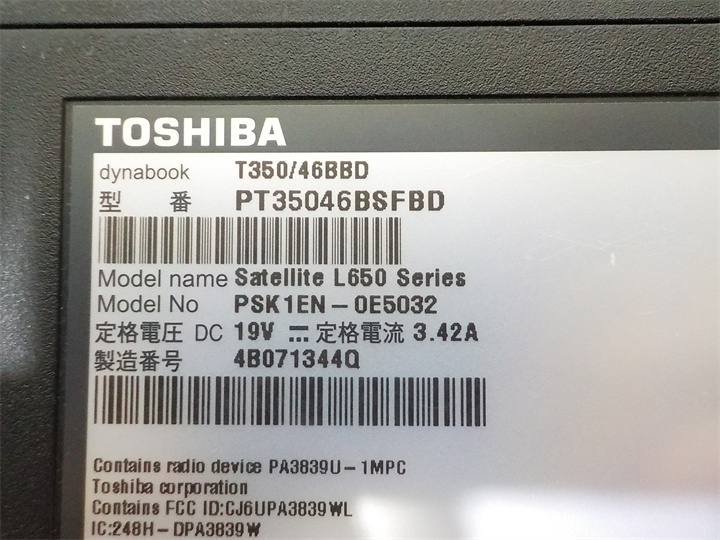 TOSHIBA
dynabook T350/46BBD
型 番 PT35046BSFBD
Model name Satellite L650 Series
Model No PSK1EN-0E5032
定格電圧 DC 19V ⎓ 定格電流 3.42A
製造番号 4B071344Q
Contains radio device PA3839U-1MPC
Toshiba corporation
Contains FCC ID:CJ6UPA3839WL
IC:248H-DPA3839W